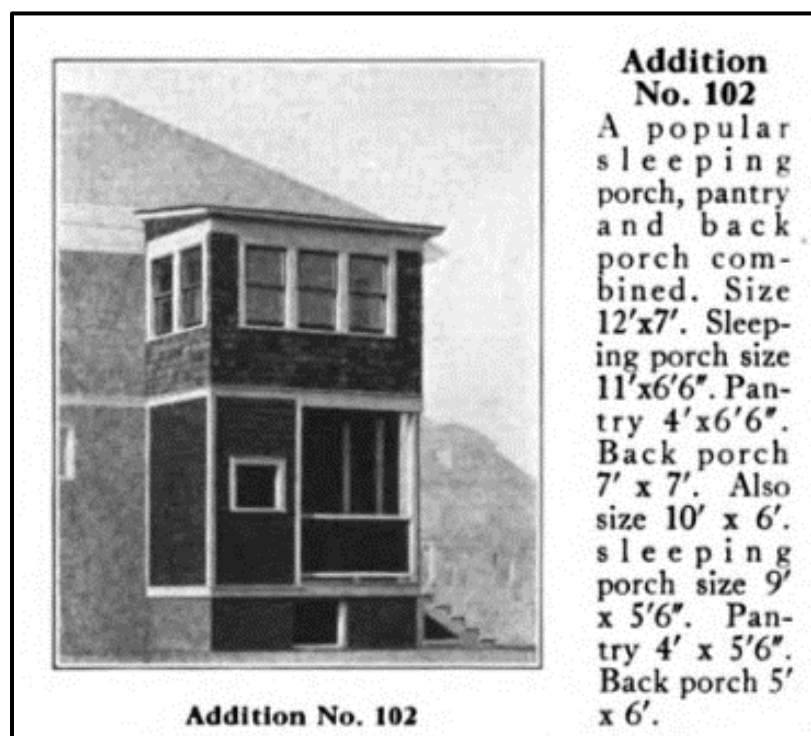 Addition
No. 102
A popular
sleeping
porch, pantry
and back
porch com-
bined. Size
12'x7'. Sleep-
ing porch size
11'x6'6". Pan-
try 4'x6'6".
Back porch
7' x 7'. Also
size 10' x 6'.
sleeping
porch size 9'
x 5'6". Pan-
try 4' x 5'6".
Back porch 5'
x 6'.
Addition No. 102